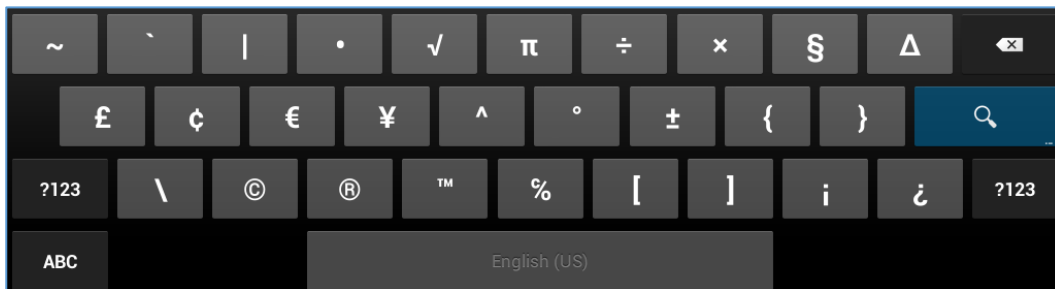 ~ ` | • √ π ÷ × § Δ
£ ¢ € ¥ ^ ° ± { }
?123 \ © ® ™ ℅ [ ] ¡ ¿ ?123
ABC English (US)